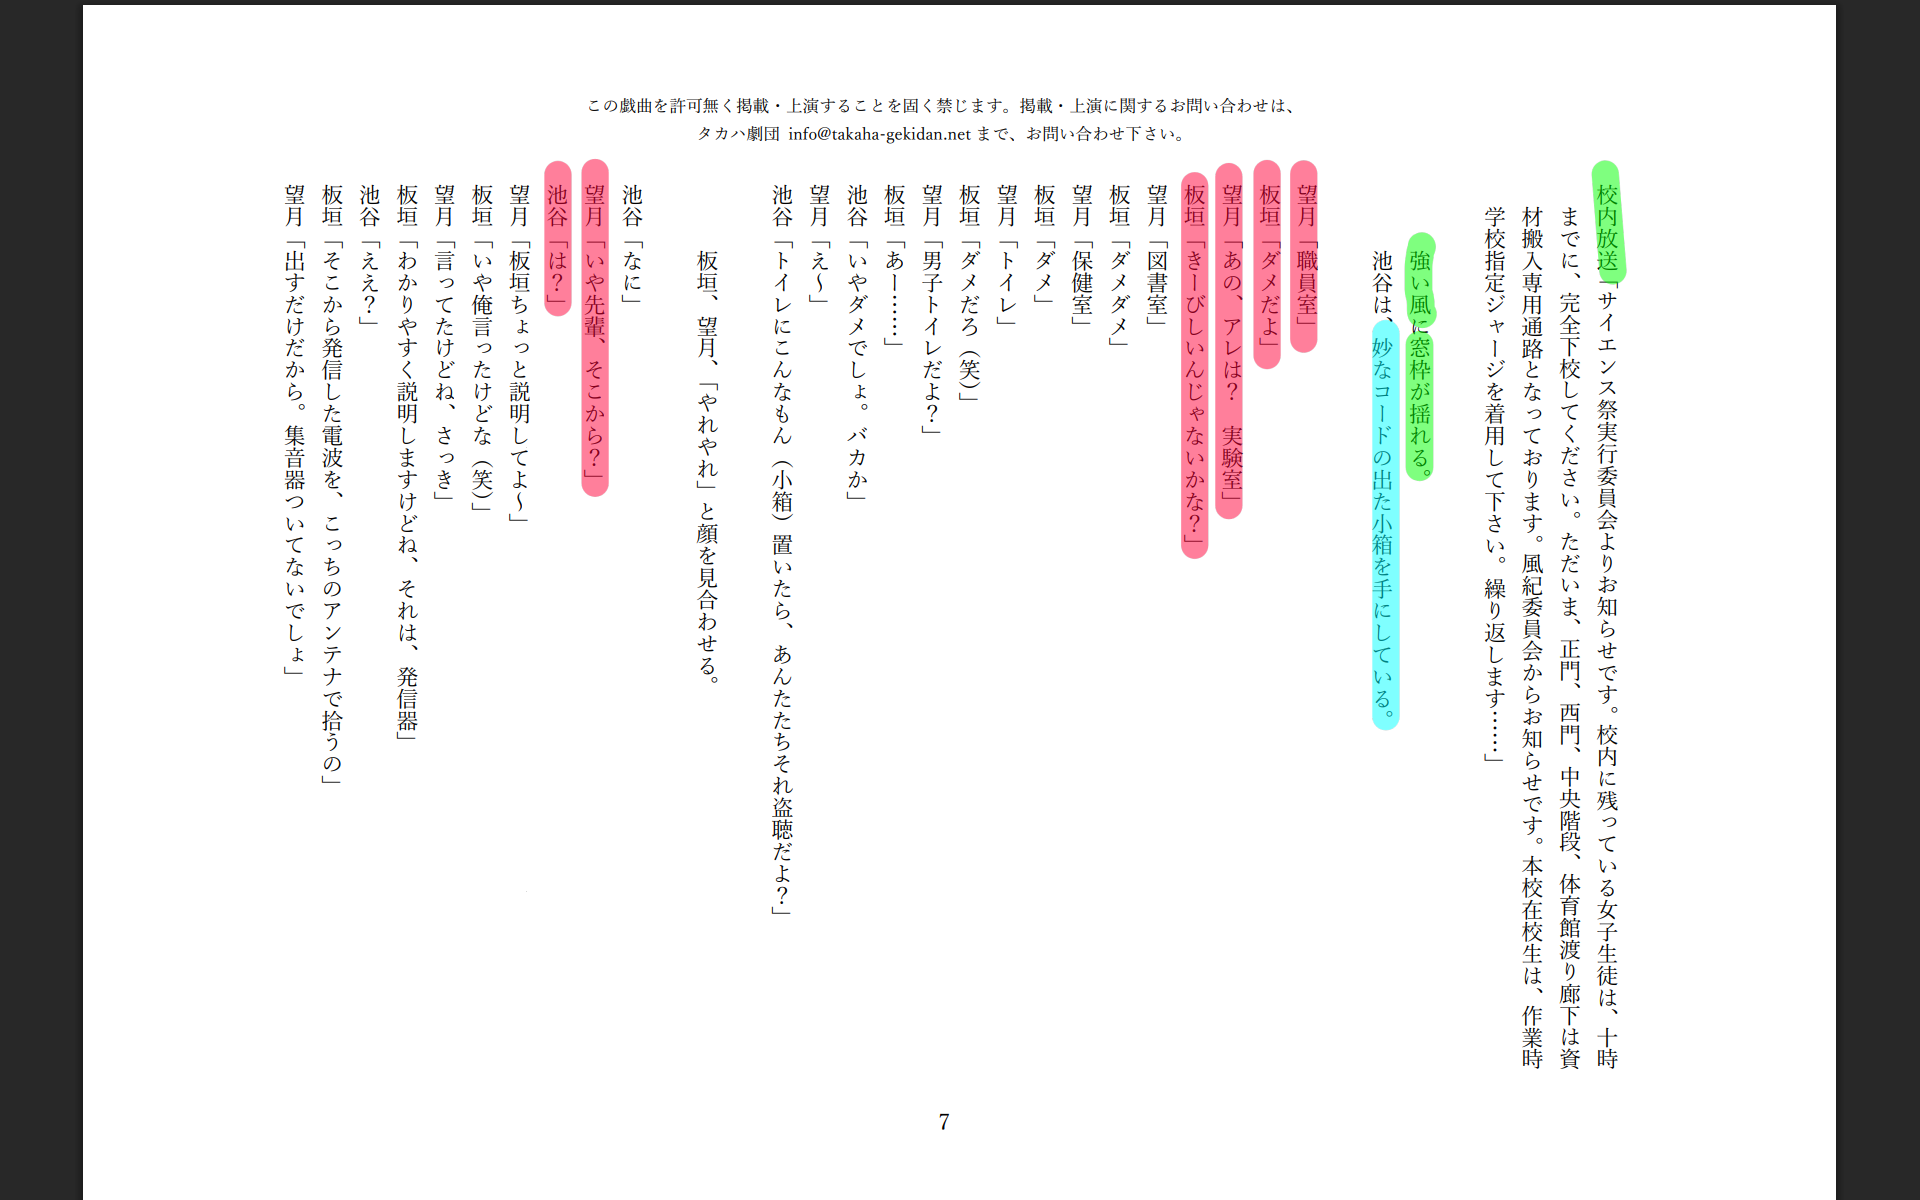 この戯曲を許可無く掲載・上演することを固く禁じます。掲載・上演に関するお問い合わせは、
タカハ劇団 info@takaha-gekidan.net まで、お問い合わせ下さい。
校内放送「サイエンス祭実行委員会よりお知らせです。校内に残っている女子生徒は、十時
までに、完全下校してください。ただいま、正門、西門、中央階段、体育館渡り廊下は資
材搬入専用通路となっております。風紀委員会からお知らせです。本校在校生は、作業時
学校指定ジャージを着用して下さい。繰り返します……」
強い風に窓枠が揺れる。
池谷は、妙なコードの出た小箱を手にしている。
望月「職員室」
板垣「ダメだよ」
望月「あの、アレは？　実験室」
板垣「きーびしいんじゃないかな？」
望月「図書室」
板垣「ダメダメ」
望月「保健室」
板垣「ダメ」
望月「トイレ」
板垣「ダメだろ（笑）」
望月「男子トイレだよ？」
板垣「あー……」
池谷「いやダメでしょ。バカか」
望月「え～」
池谷「トイレにこんなもん（小箱）置いたら、あんたたちそれ盗聴だよ？」
板垣、望月、「やれやれ」と顔を見合わせる。
池谷「なに」
望月「いや先輩、そこから？」
池谷「は？」
望月「板垣ちょっと説明してよ～」
板垣「いや俺言ったけどな（笑）」
望月「言ってたけどね、さっき」
板垣「わかりやすく説明しますけどね、それは、発信器」
池谷「ええ？」
板垣「そこから発信した電波を、こっちのアンテナで拾うの」
望月「出すだけだから。集音器ついてないでしょ」
7